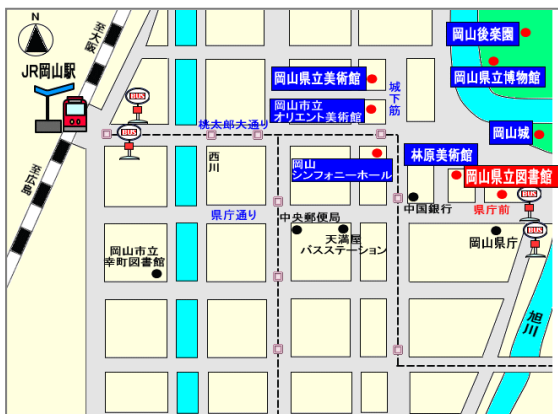 N
至大阪
JR岡山駅
至広島
BUS
BUS
桃太郎大通り
西川
県庁通り
岡山市立
幸町図書館
岡山県立美術館
岡山市立
オリエント美術館
城下筋
岡山
シンフォニーホール
中央郵便局
天満屋
バスステーション
岡山後楽園
岡山県立博物館
岡山城
林原美術館
岡山県立図書館
中国銀行
県庁前
BUS
BUS
岡山県庁
旭川